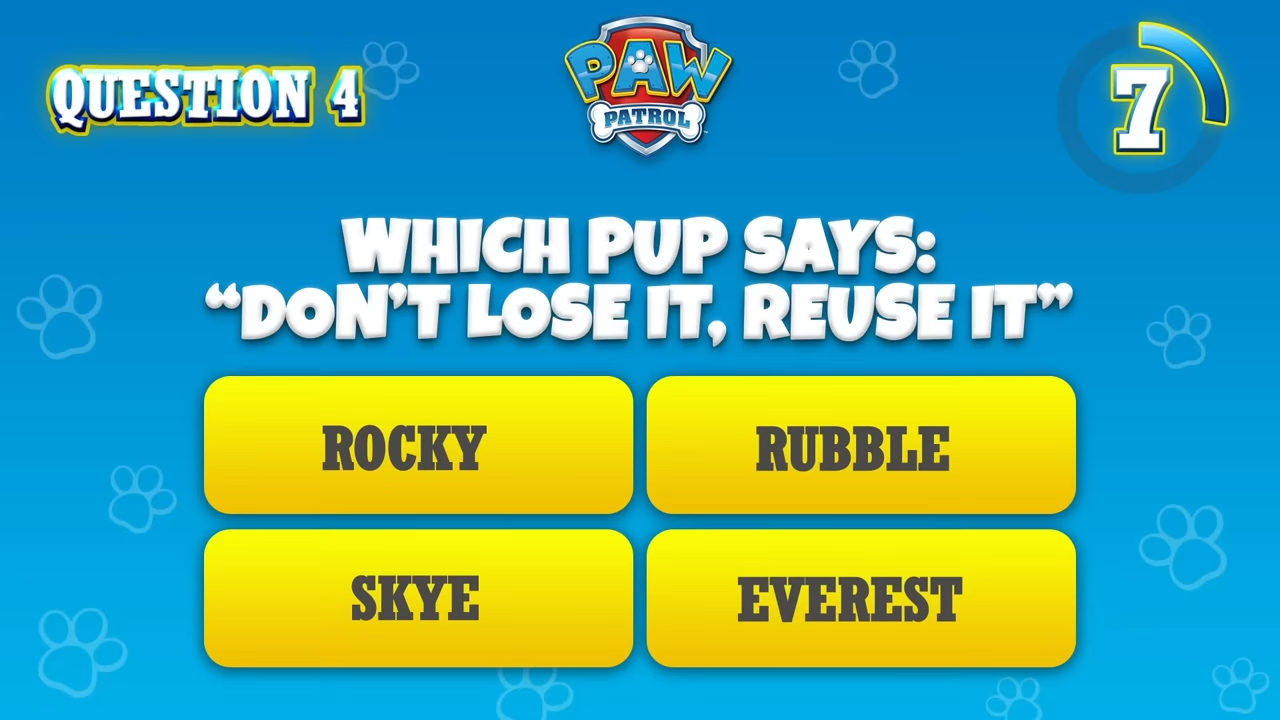 QUESTION 4
PAW
PATROL
7
WHICH PUP SAYS:
“DON’T LOSE IT, REUSE IT”
ROCKY
RUBBLE
SKYE
EVEREST